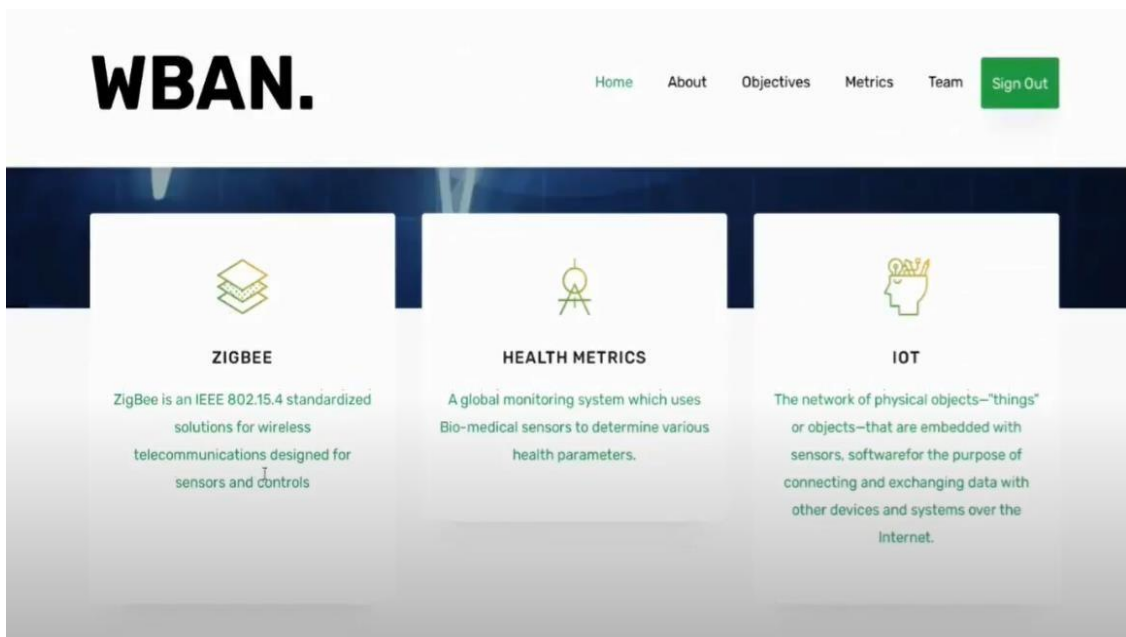 WBAN.
Home About Objectives Metrics Team Sign Out
ZIGBEE
ZigBee is an IEEE 802.15.4 standardized
solutions for wireless
telecommunications designed for
sensors and controls
HEALTH METRICS
A global monitoring system which uses
Bio-medical sensors to determine various
health parameters.
IOT
The network of physical objects—"things"
or objects—that are embedded with
sensors, softwarefor the purpose of
connecting and exchanging data with
other devices and systems over the
Internet.